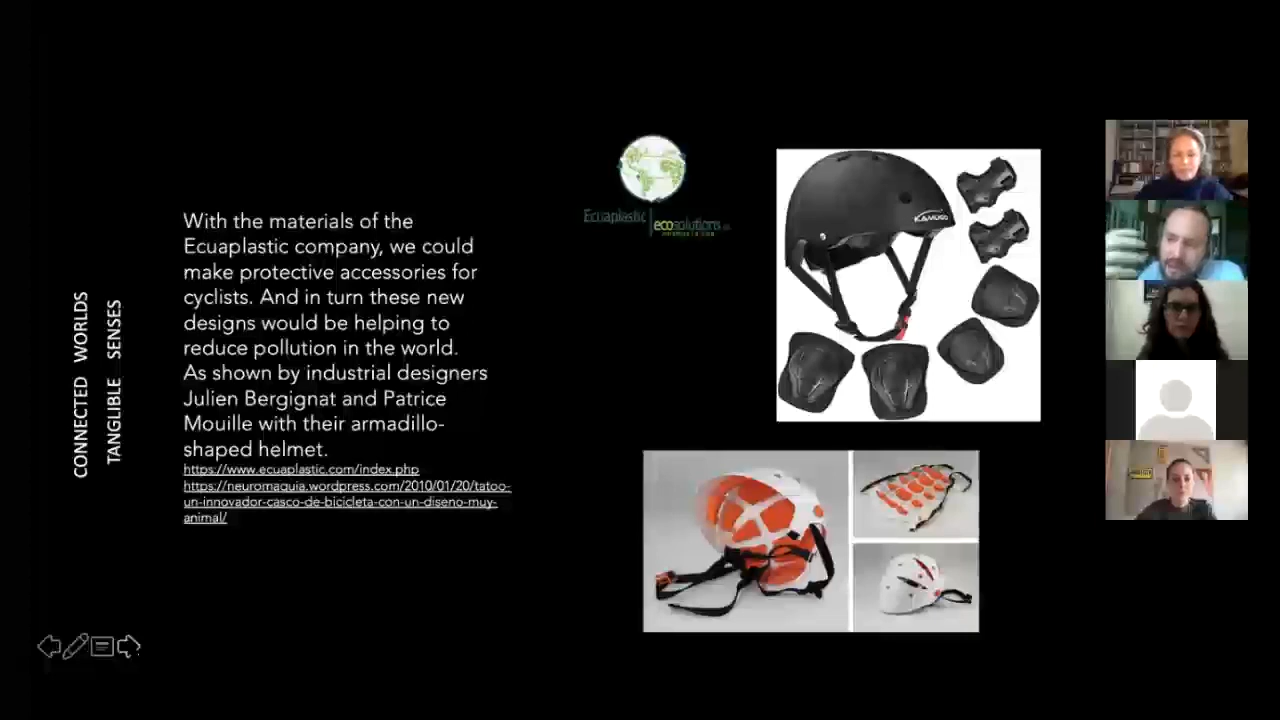 CONNECTED WORLDS
TANGLIBLE SENSES
With the materials of the
Ecuaplastic company, we could
make protective accessories for
cyclists. And in turn these new
designs would be helping to
reduce pollution in the world.
As shown by industrial designers
Julien Bergignat and Patrice
Mouille with their armadillo-
shaped helmet.
https://www.ecuaplastic.com/index.php
https://neuromaquia.wordpress.com/2010/01/20/tatoo-
un-innovador-casco-de-bicicleta-con-un-diseno-muy-
animal/
Ecuaplastic
ecosolutions
KAMUGO